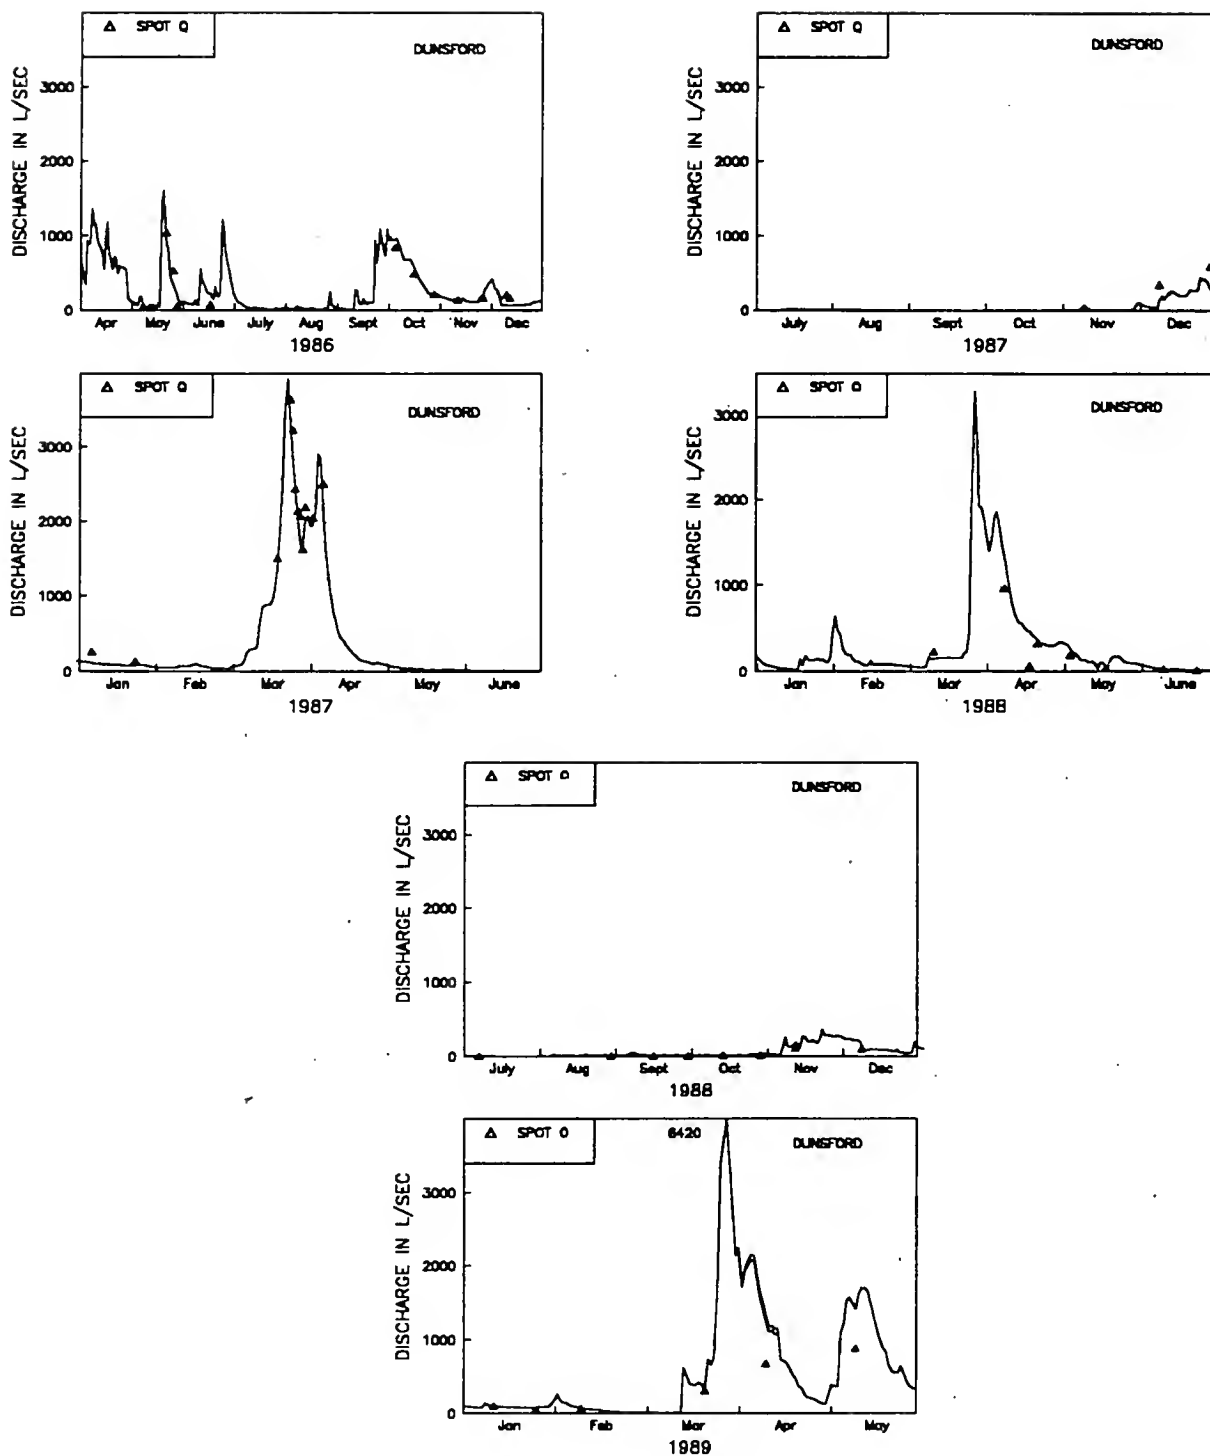 △ SPOT Q
DUNSFORD
DISCHARGE IN L/SEC
3000
2000
1000
0
Apr May June July Aug Sept Oct Nov Dec
1986
△ SPOT Q
DUNSFORD
DISCHARGE IN L/SEC
3000
2000
1000
0
July Aug Sept Oct Nov Dec
1987
△ SPOT Q
DUNSFORD
DISCHARGE IN L/SEC
3000
2000
1000
0
Jan Feb Mar Apr May June
1987
△ SPOT Q
DUNSFORD
DISCHARGE IN L/SEC
3000
2000
1000
0
Jan Feb Mar Apr May June
1988
△ SPOT Q
DUNSFORD
DISCHARGE IN L/SEC
3000
2000
1000
0
July Aug Sept Oct Nov Dec
1988
△ SPOT Q
6420
DUNSFORD
DISCHARGE IN L/SEC
3000
2000
1000
0
Jan Feb Mar Apr May
1989